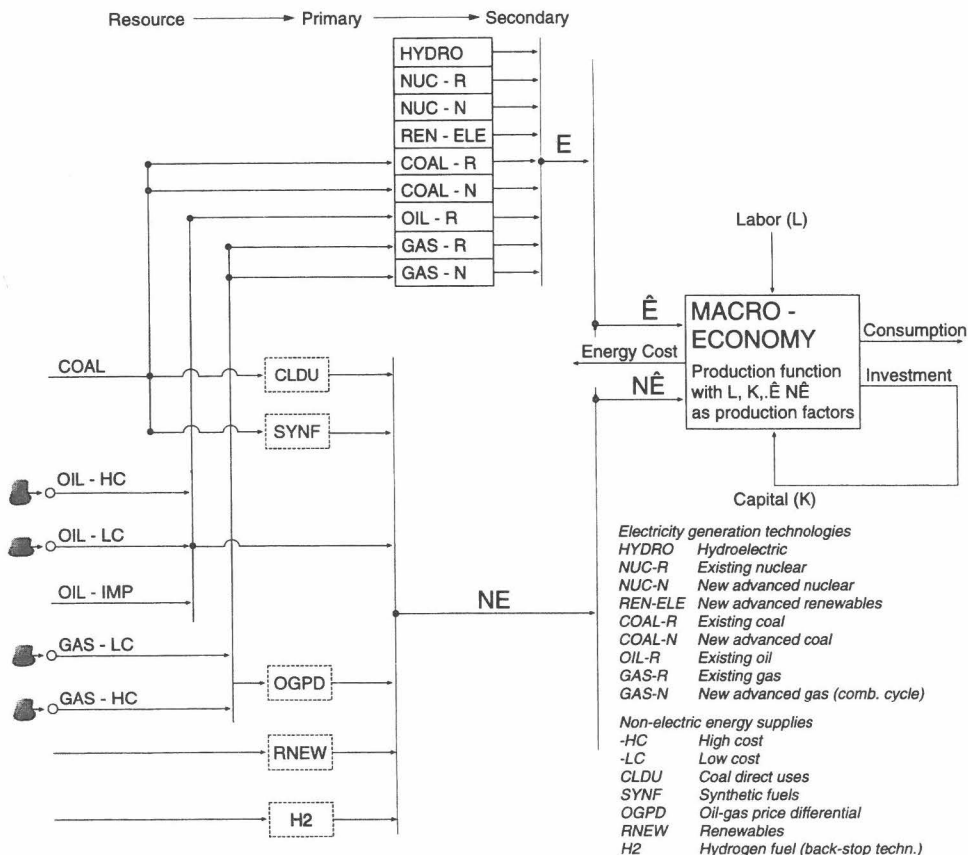 Resource Primary Secondary
HYDRO
NUC - R
NUC - N
REN - ELE
COAL - R
COAL - N
OIL - R
GAS - R
GAS - N
E
Labor (L)
Ê
MACRO -
ECONOMY
Production function
with L, K,.Ê NÊ
as production factors
Energy Cost
NÊ
Consumption
Investment
Capital (K)
COAL
CLDU
SYNF
OIL - HC
OIL - LC
OIL - IMP
NE
GAS - LC
OGPD
GAS - HC
RNEW
H2
Electricity generation technologies
HYDRO Hydroelectric
NUC-R Existing nuclear
NUC-N New advanced nuclear
REN-ELE New advanced renewables
COAL-R Existing coal
COAL-N New advanced coal
OIL-R Existing oil
GAS-R Existing gas
GAS-N New advanced gas (comb. cycle)
Non-electric energy supplies
-HC High cost
-LC Low cost
CLDU Coal direct uses
SYNF Synthetic fuels
OGPD Oil-gas price differential
RNEW Renewables
H2 Hydrogen fuel (back-stop techn.)